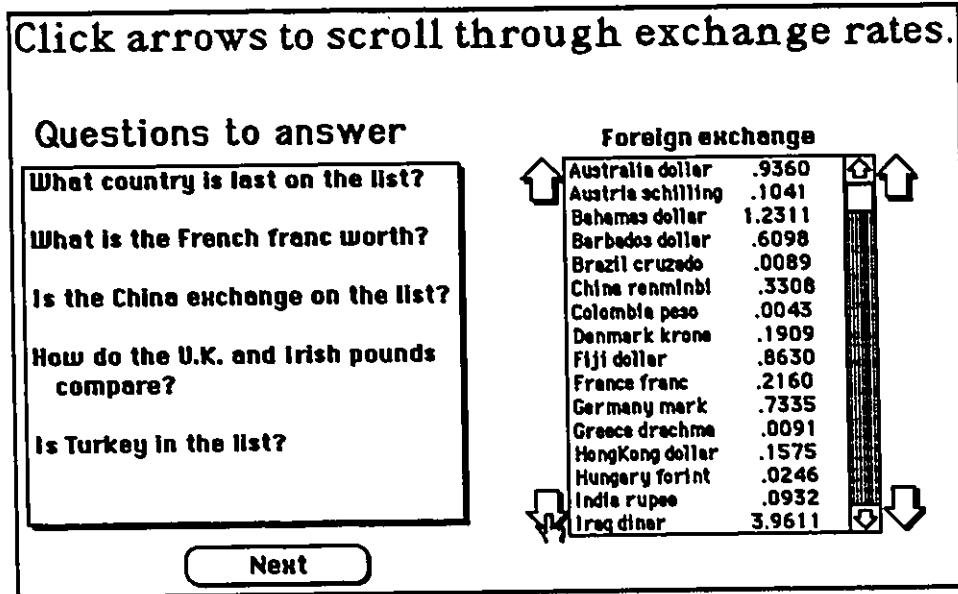 Click arrows to scroll through exchange rates.
Questions to answer
What country is last on the list?
What is the French franc worth?
Is the China exchange on the list?
How do the U.K. and Irish pounds
compare?
Is Turkey in the list?
Next
Foreign exchange
Australia dollar .9360
Austria schilling .1041
Bahamas dollar 1.2311
Barbados dollar .6098
Brazil cruzado .0089
China renminbi .3308
Colombia peso .0043
Denmark krone .1909
Fiji dollar .8630
France franc .2160
Germany mark .7335
Greece drachma .0091
HongKong dollar .1575
Hungary forint .0246
India rupee .0932
Iraq dinar 3.9611